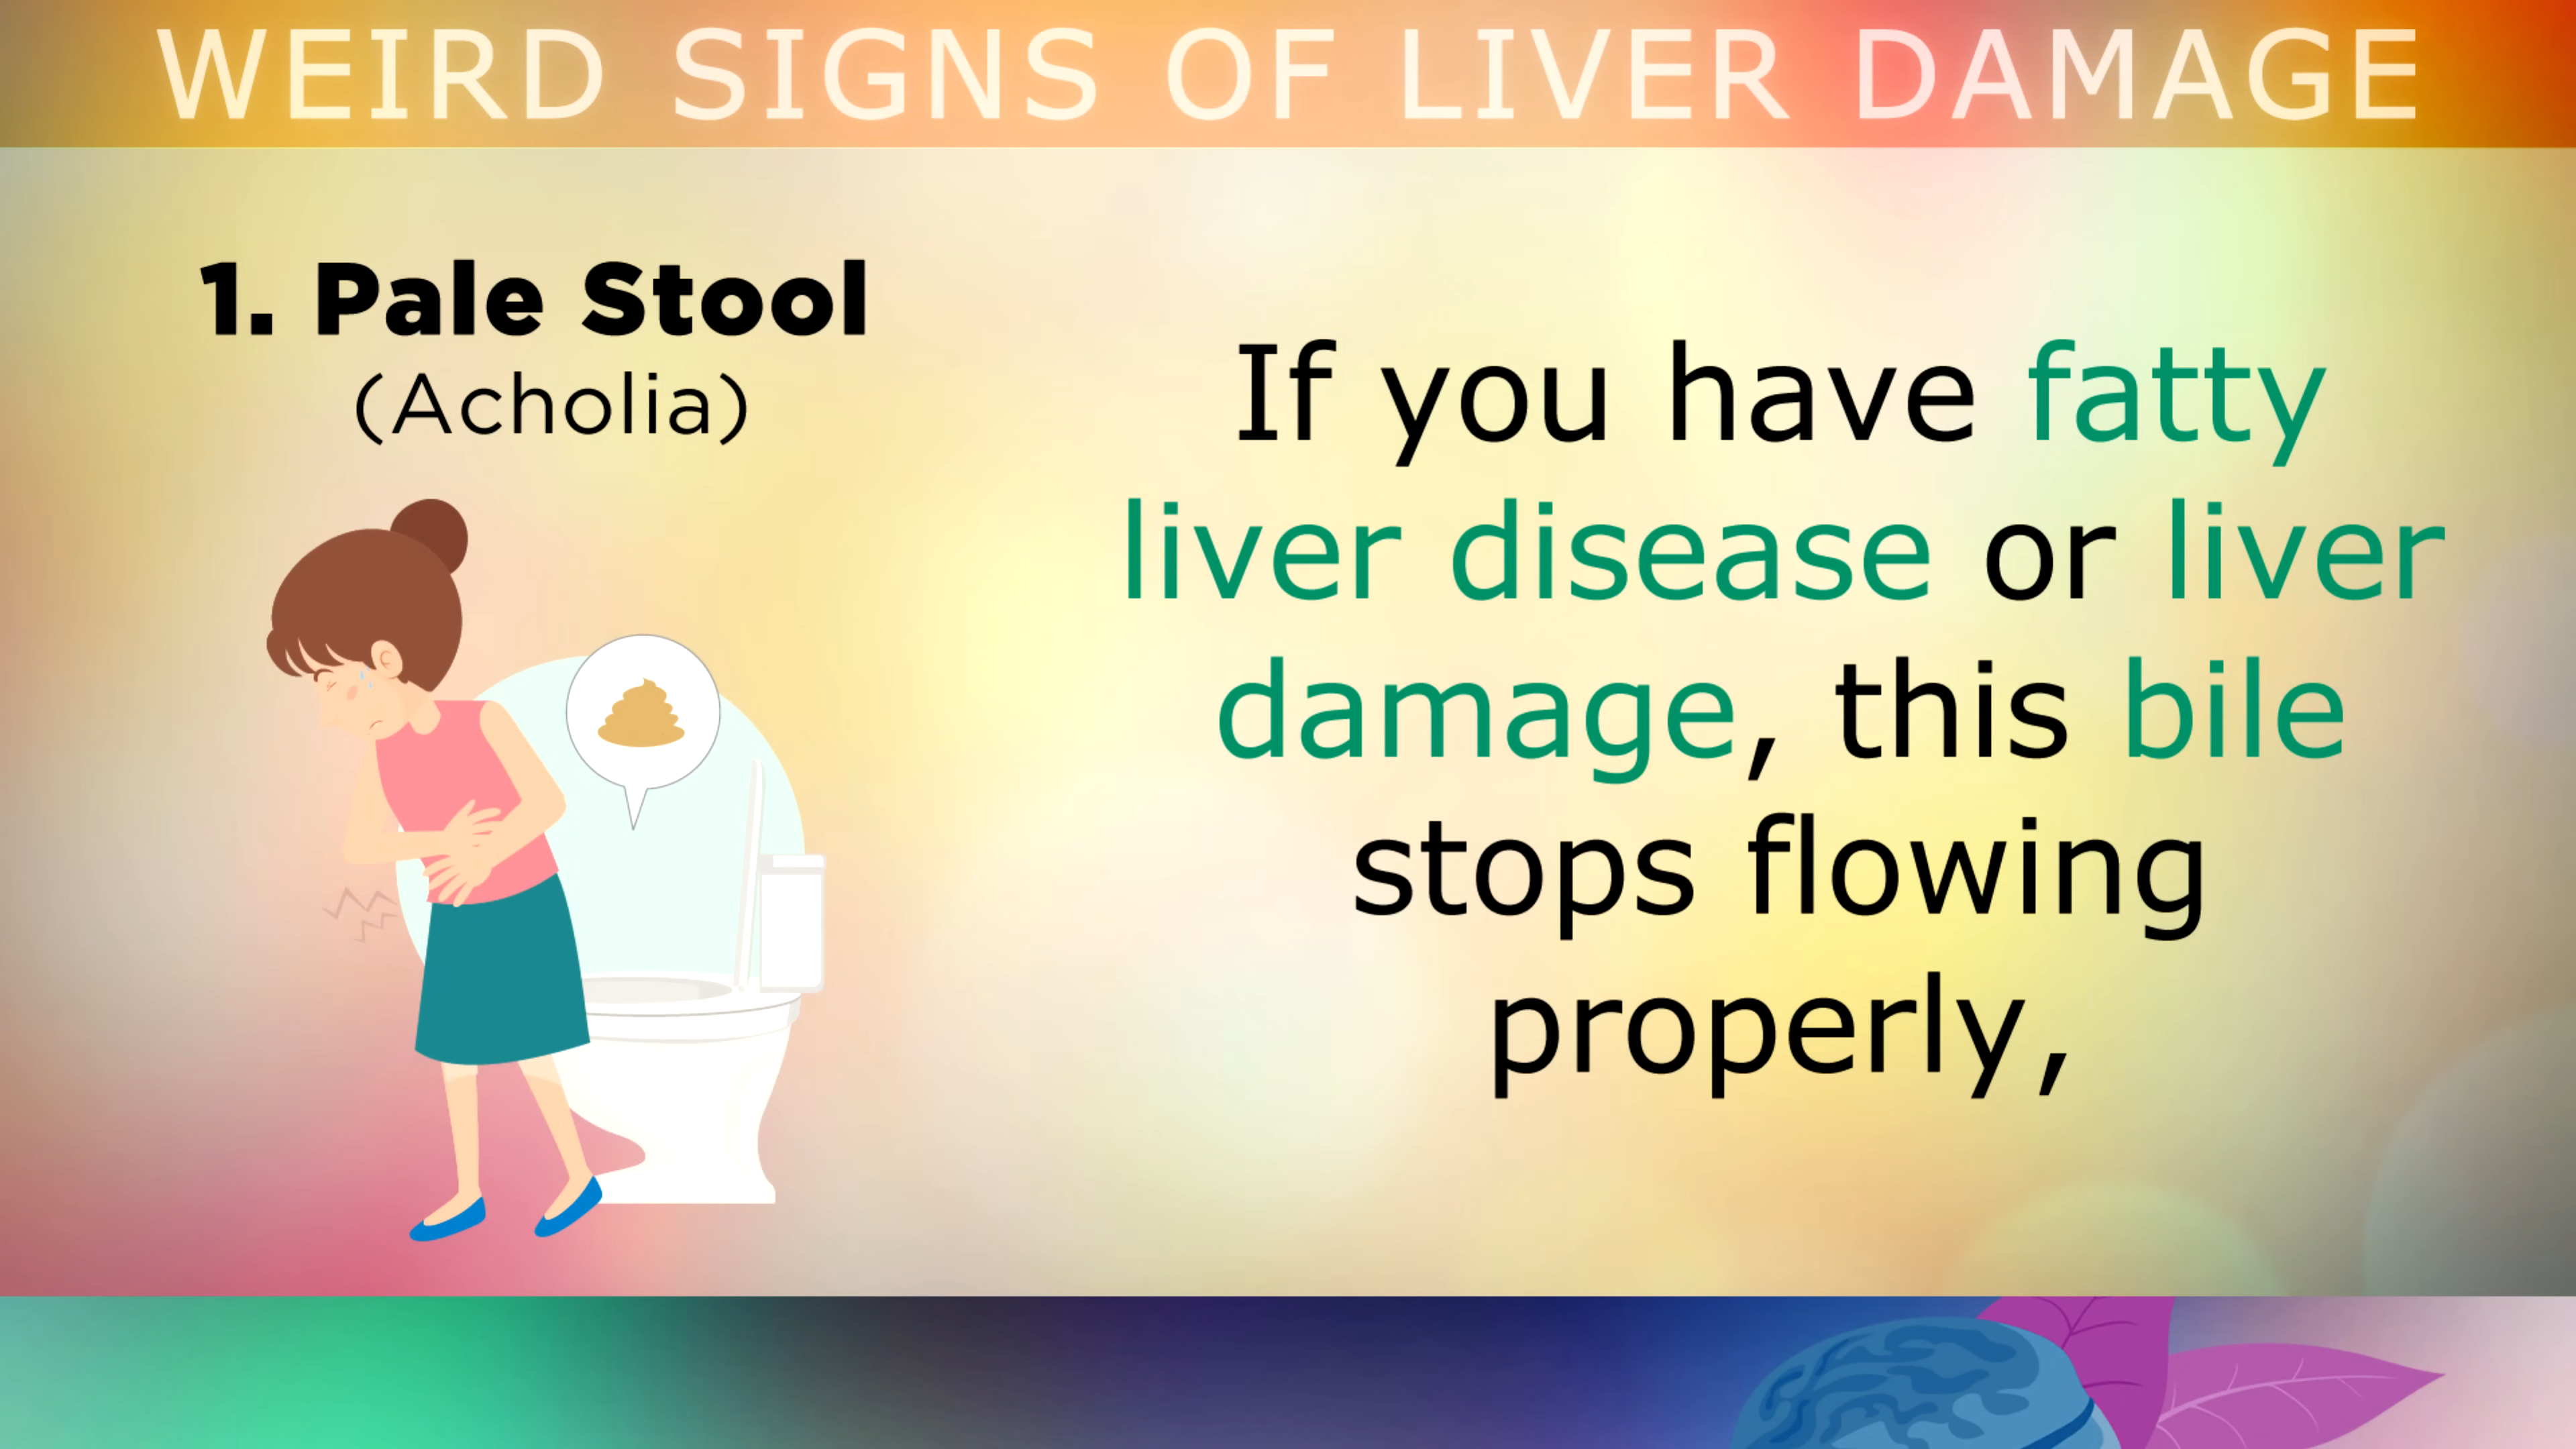 WEIRD SIGNS OF LIVER DAMAGE
1. Pale Stool
(Acholia)
If you have fatty
liver disease or liver
damage, this bile
stops flowing
properly,